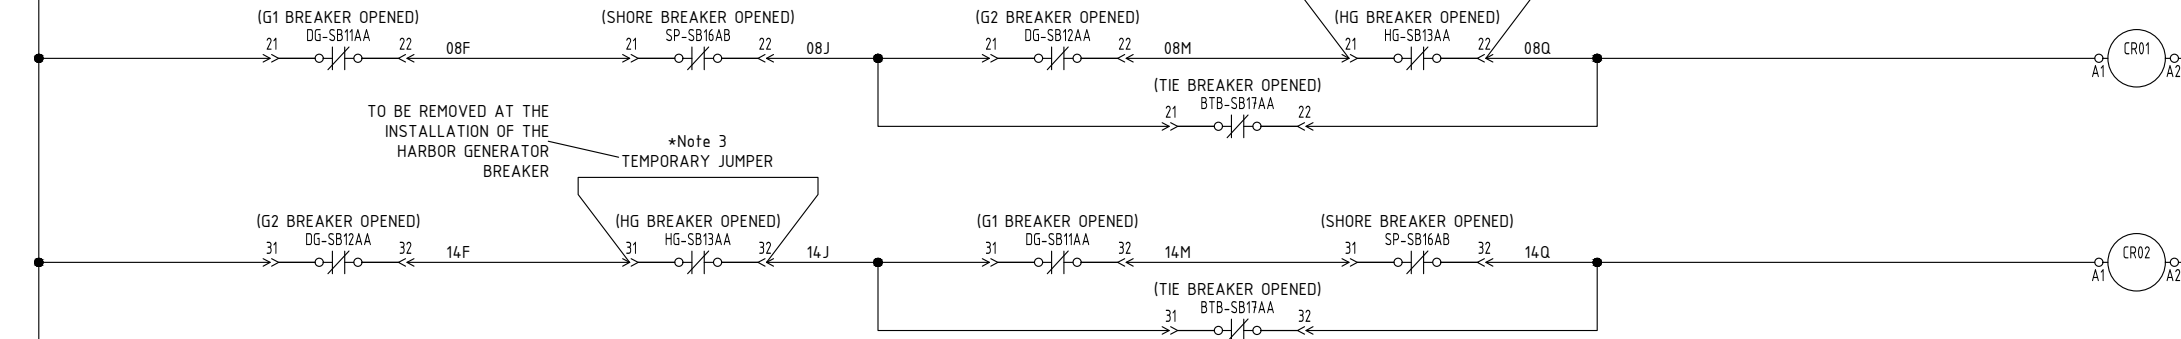 (G1 BREAKER OPENED)
DG-SB11AA
21
22
08F
(SHORE BREAKER OPENED)
SP-SB16AB
21
22
08J
(G2 BREAKER OPENED)
DG-SB12AA
21
22
08M
(HG BREAKER OPENED)
HG-SB13AA
21
22
08Q
CR01
A1
A2
(TIE BREAKER OPENED)
BTB-SB17AA
21
22
TO BE REMOVED AT THE
INSTALLATION OF THE
HARBOR GENERATOR
BREAKER
*Note 3
TEMPORARY JUMPER
(G2 BREAKER OPENED)
DG-SB12AA
31
32
14F
(HG BREAKER OPENED)
HG-SB13AA
31
32
14J
(G1 BREAKER OPENED)
DG-SB11AA
31
32
14M
(SHORE BREAKER OPENED)
SP-SB16AB
31
32
14Q
CR02
A1
A2
(TIE BREAKER OPENED)
BTB-SB17AA
31
32